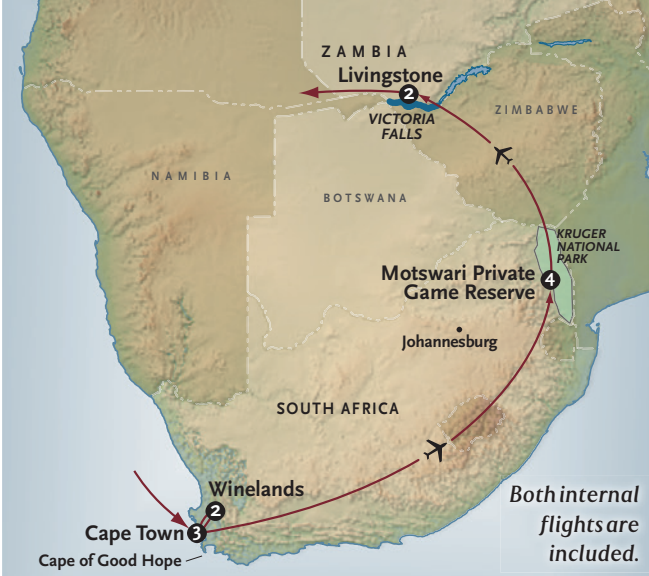 ZAMBIA
Livingstone
2
VICTORIA
FALLS
ZIMBABWE
NAMIBIA
BOTSWANA
KRUGER
NATIONAL
PARK
Motswari Private
Game Reserve
4
Johannesburg
SOUTH AFRICA
Winelands
2
Cape Town
3
Cape of Good Hope
Both internal
flights are
included.